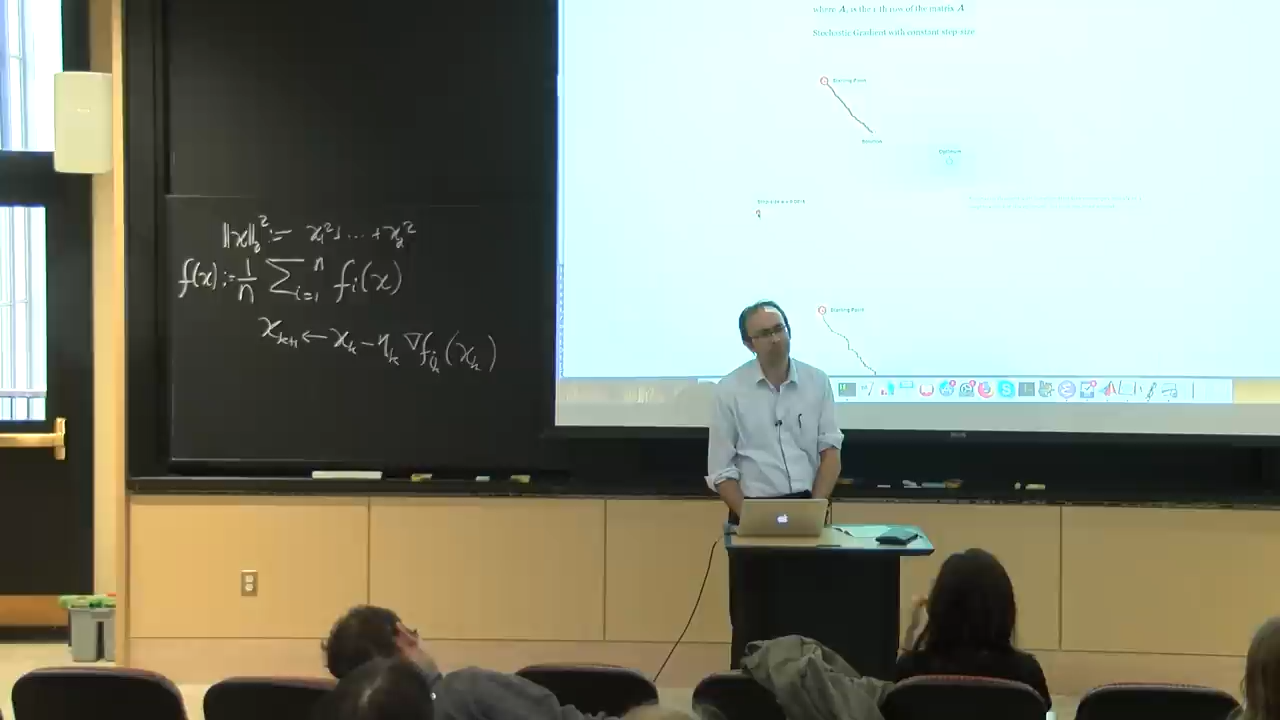 ‖x‖₂² := x₁² + ... + x_d²
f(x) := 1/n ∑_{i=1}^{n} f_i(x)
x_{k+1} ← x_k − η_k ∇f_{i_k}(x_k)
where A_i is the i th row of the matrix A
Stochastic Gradient with constant step-size
Starting Point
Solution
Optimum
Starting Point